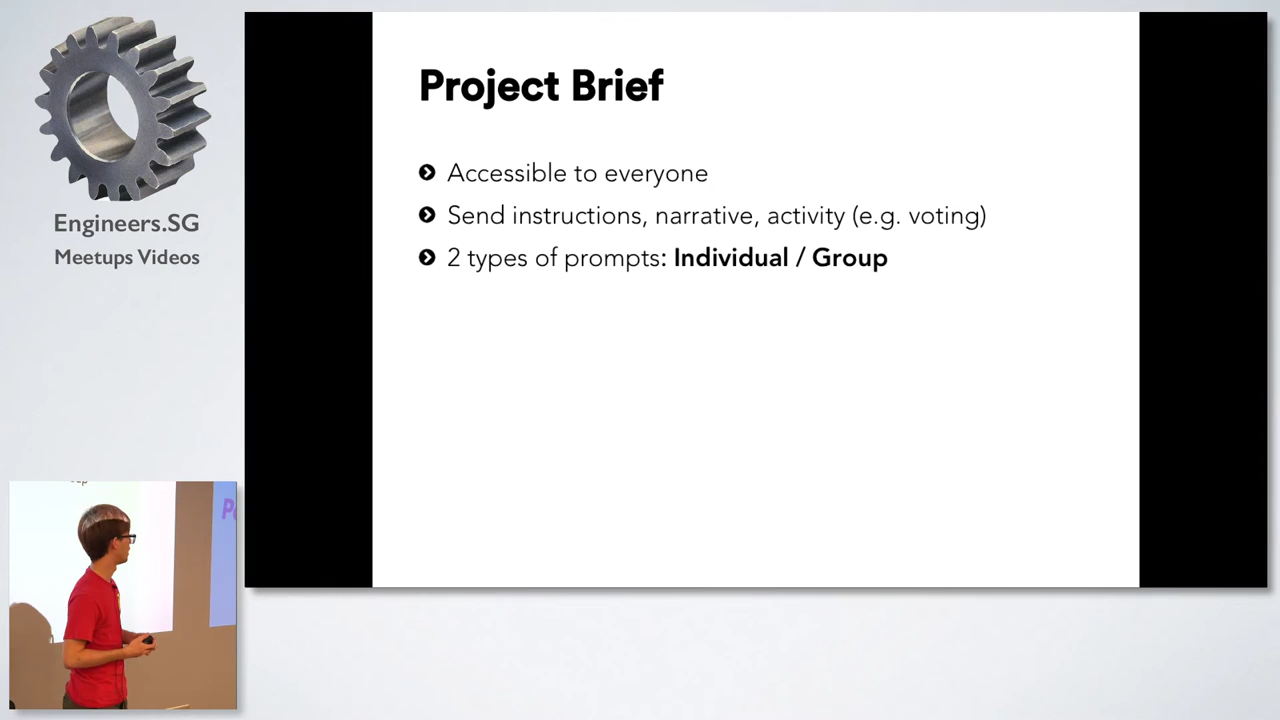 Engineers.SG
Meetups Videos
Project Brief
Accessible to everyone
Send instructions, narrative, activity (e.g. voting)
2 types of prompts: Individual / Group